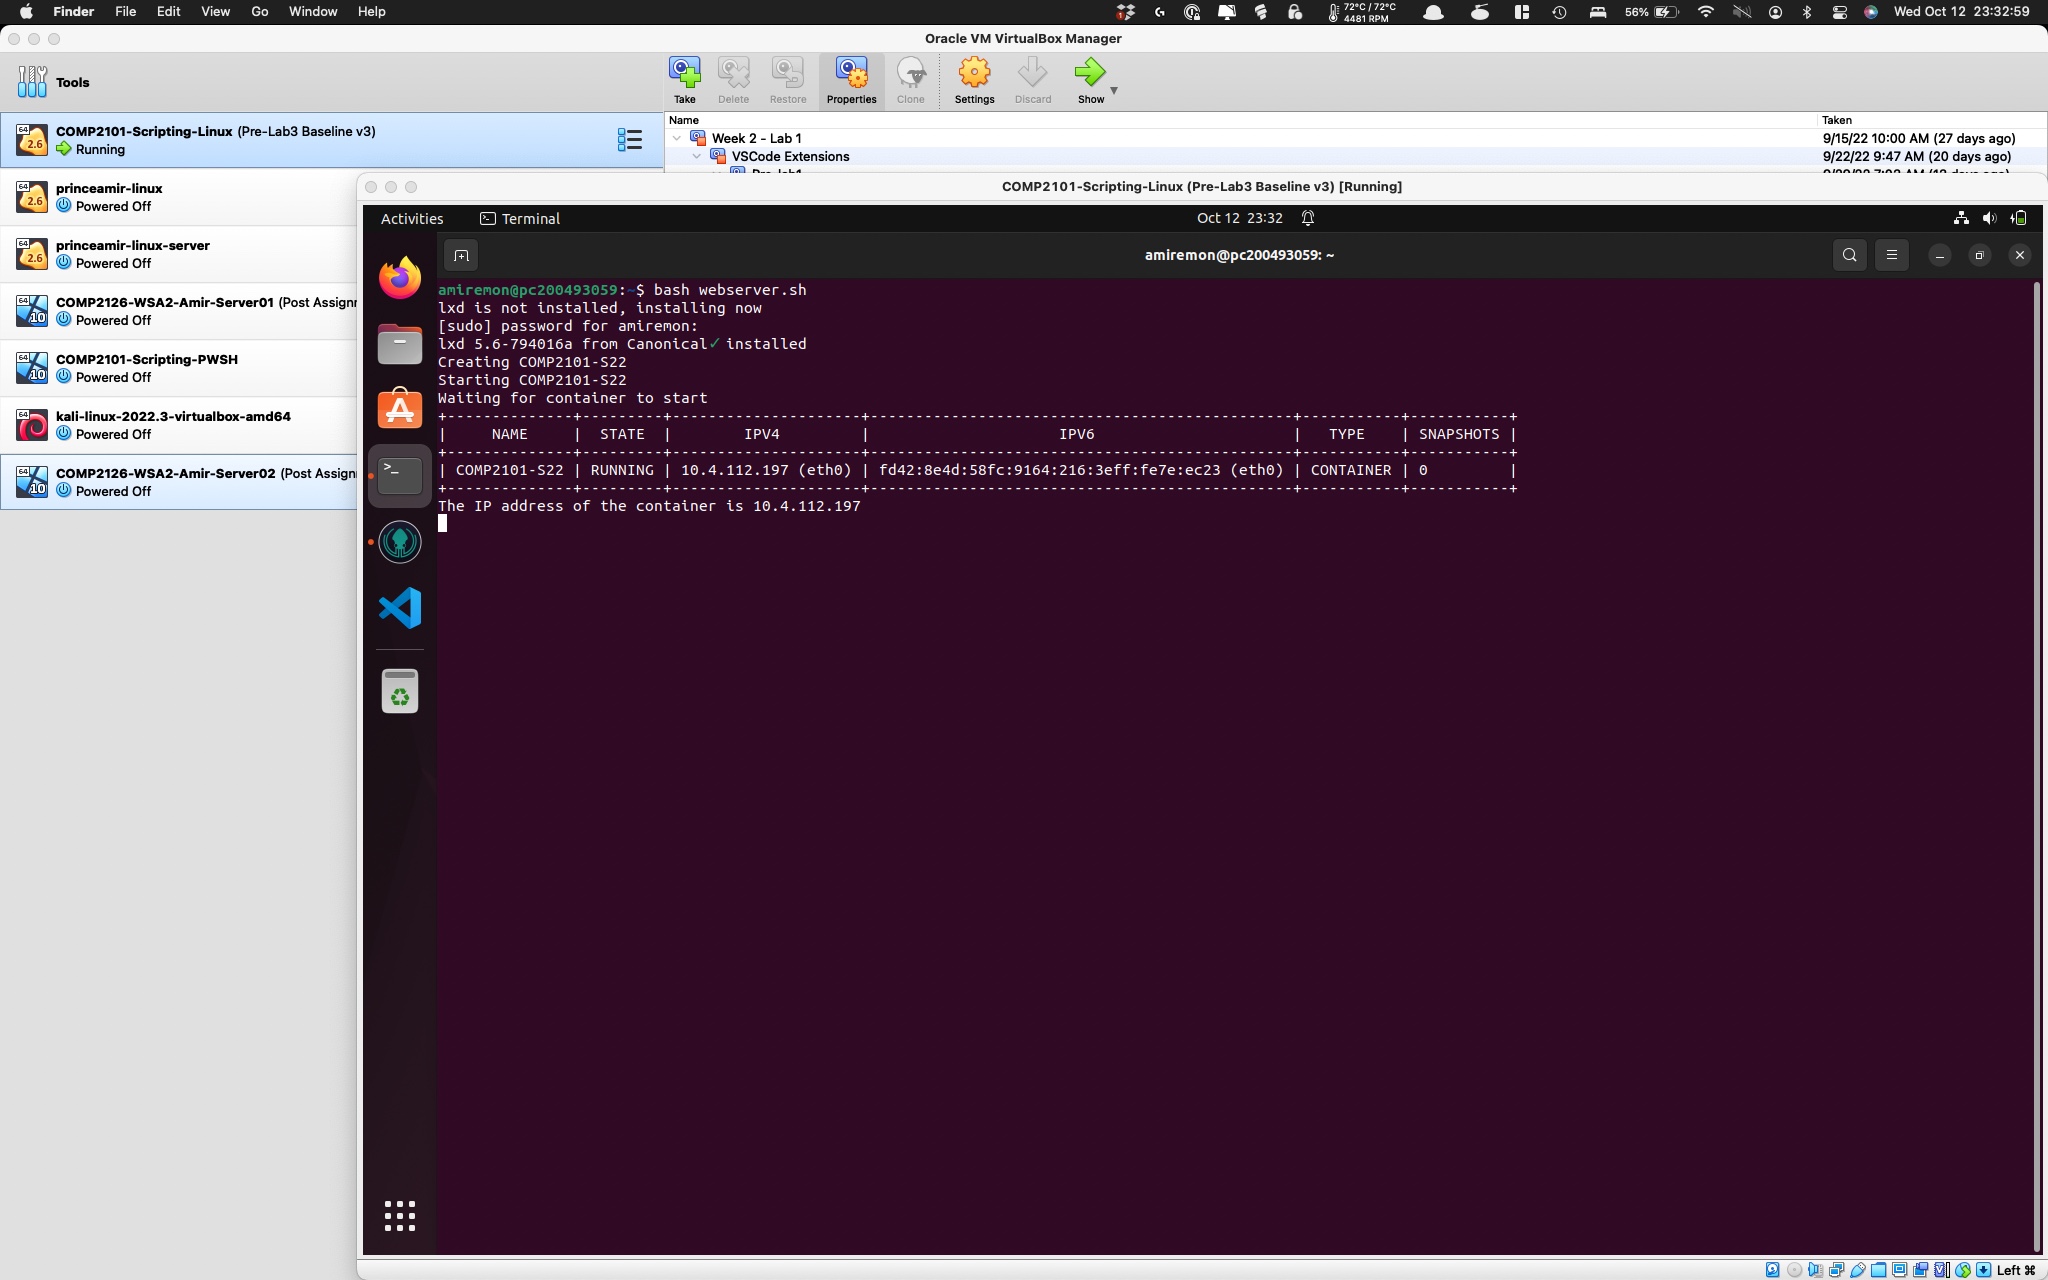 Finder File Edit View Go Window Help 72°C / 72°C 4481 RPM 56% Wed Oct 12 23:32:59
Oracle VM VirtualBox Manager
Tools
Take Delete Restore Properties Clone Settings Discard Show
COMP2101-Scripting-Linux (Pre-Lab3 Baseline v3)
Running
princeamir-linux
Powered Off
princeamir-linux-server
Powered Off
COMP2126-WSA2-Amir-Server01 (Post Assignm
Powered Off
COMP2101-Scripting-PWSH
Powered Off
kali-linux-2022.3-virtualbox-amd64
Powered Off
COMP2126-WSA2-Amir-Server02 (Post Assign
Powered Off
Name Taken
Week 2 - Lab 1 9/15/22 10:00 AM (27 days ago)
VSCode Extensions 9/22/22 9:47 AM (20 days ago)
COMP2101-Scripting-Linux (Pre-Lab3 Baseline v3) [Running]
Activities Terminal Oct 12 23:32
amiremon@pc200493059: ~
amiremon@pc200493059:~$ bash webserver.sh
lxd is not installed, installing now
[sudo] password for amiremon:
lxd 5.6-794016a from Canonical✓ installed
Creating COMP2101-S22
Starting COMP2101-S22
Waiting for container to start
+--------------+---------+---------------------+-----------------------------------------------+-----------+-----------+
| NAME | STATE | IPV4 | IPV6 | TYPE | SNAPSHOTS |
+--------------+---------+---------------------+-----------------------------------------------+-----------+-----------+
| COMP2101-S22 | RUNNING | 10.4.112.197 (eth0) | fd42:8e4d:58fc:9164:216:3eff:fe7e:ec23 (eth0) | CONTAINER | 0 |
+--------------+---------+---------------------+-----------------------------------------------+-----------+-----------+
The IP address of the container is 10.4.112.197
Left ⌘